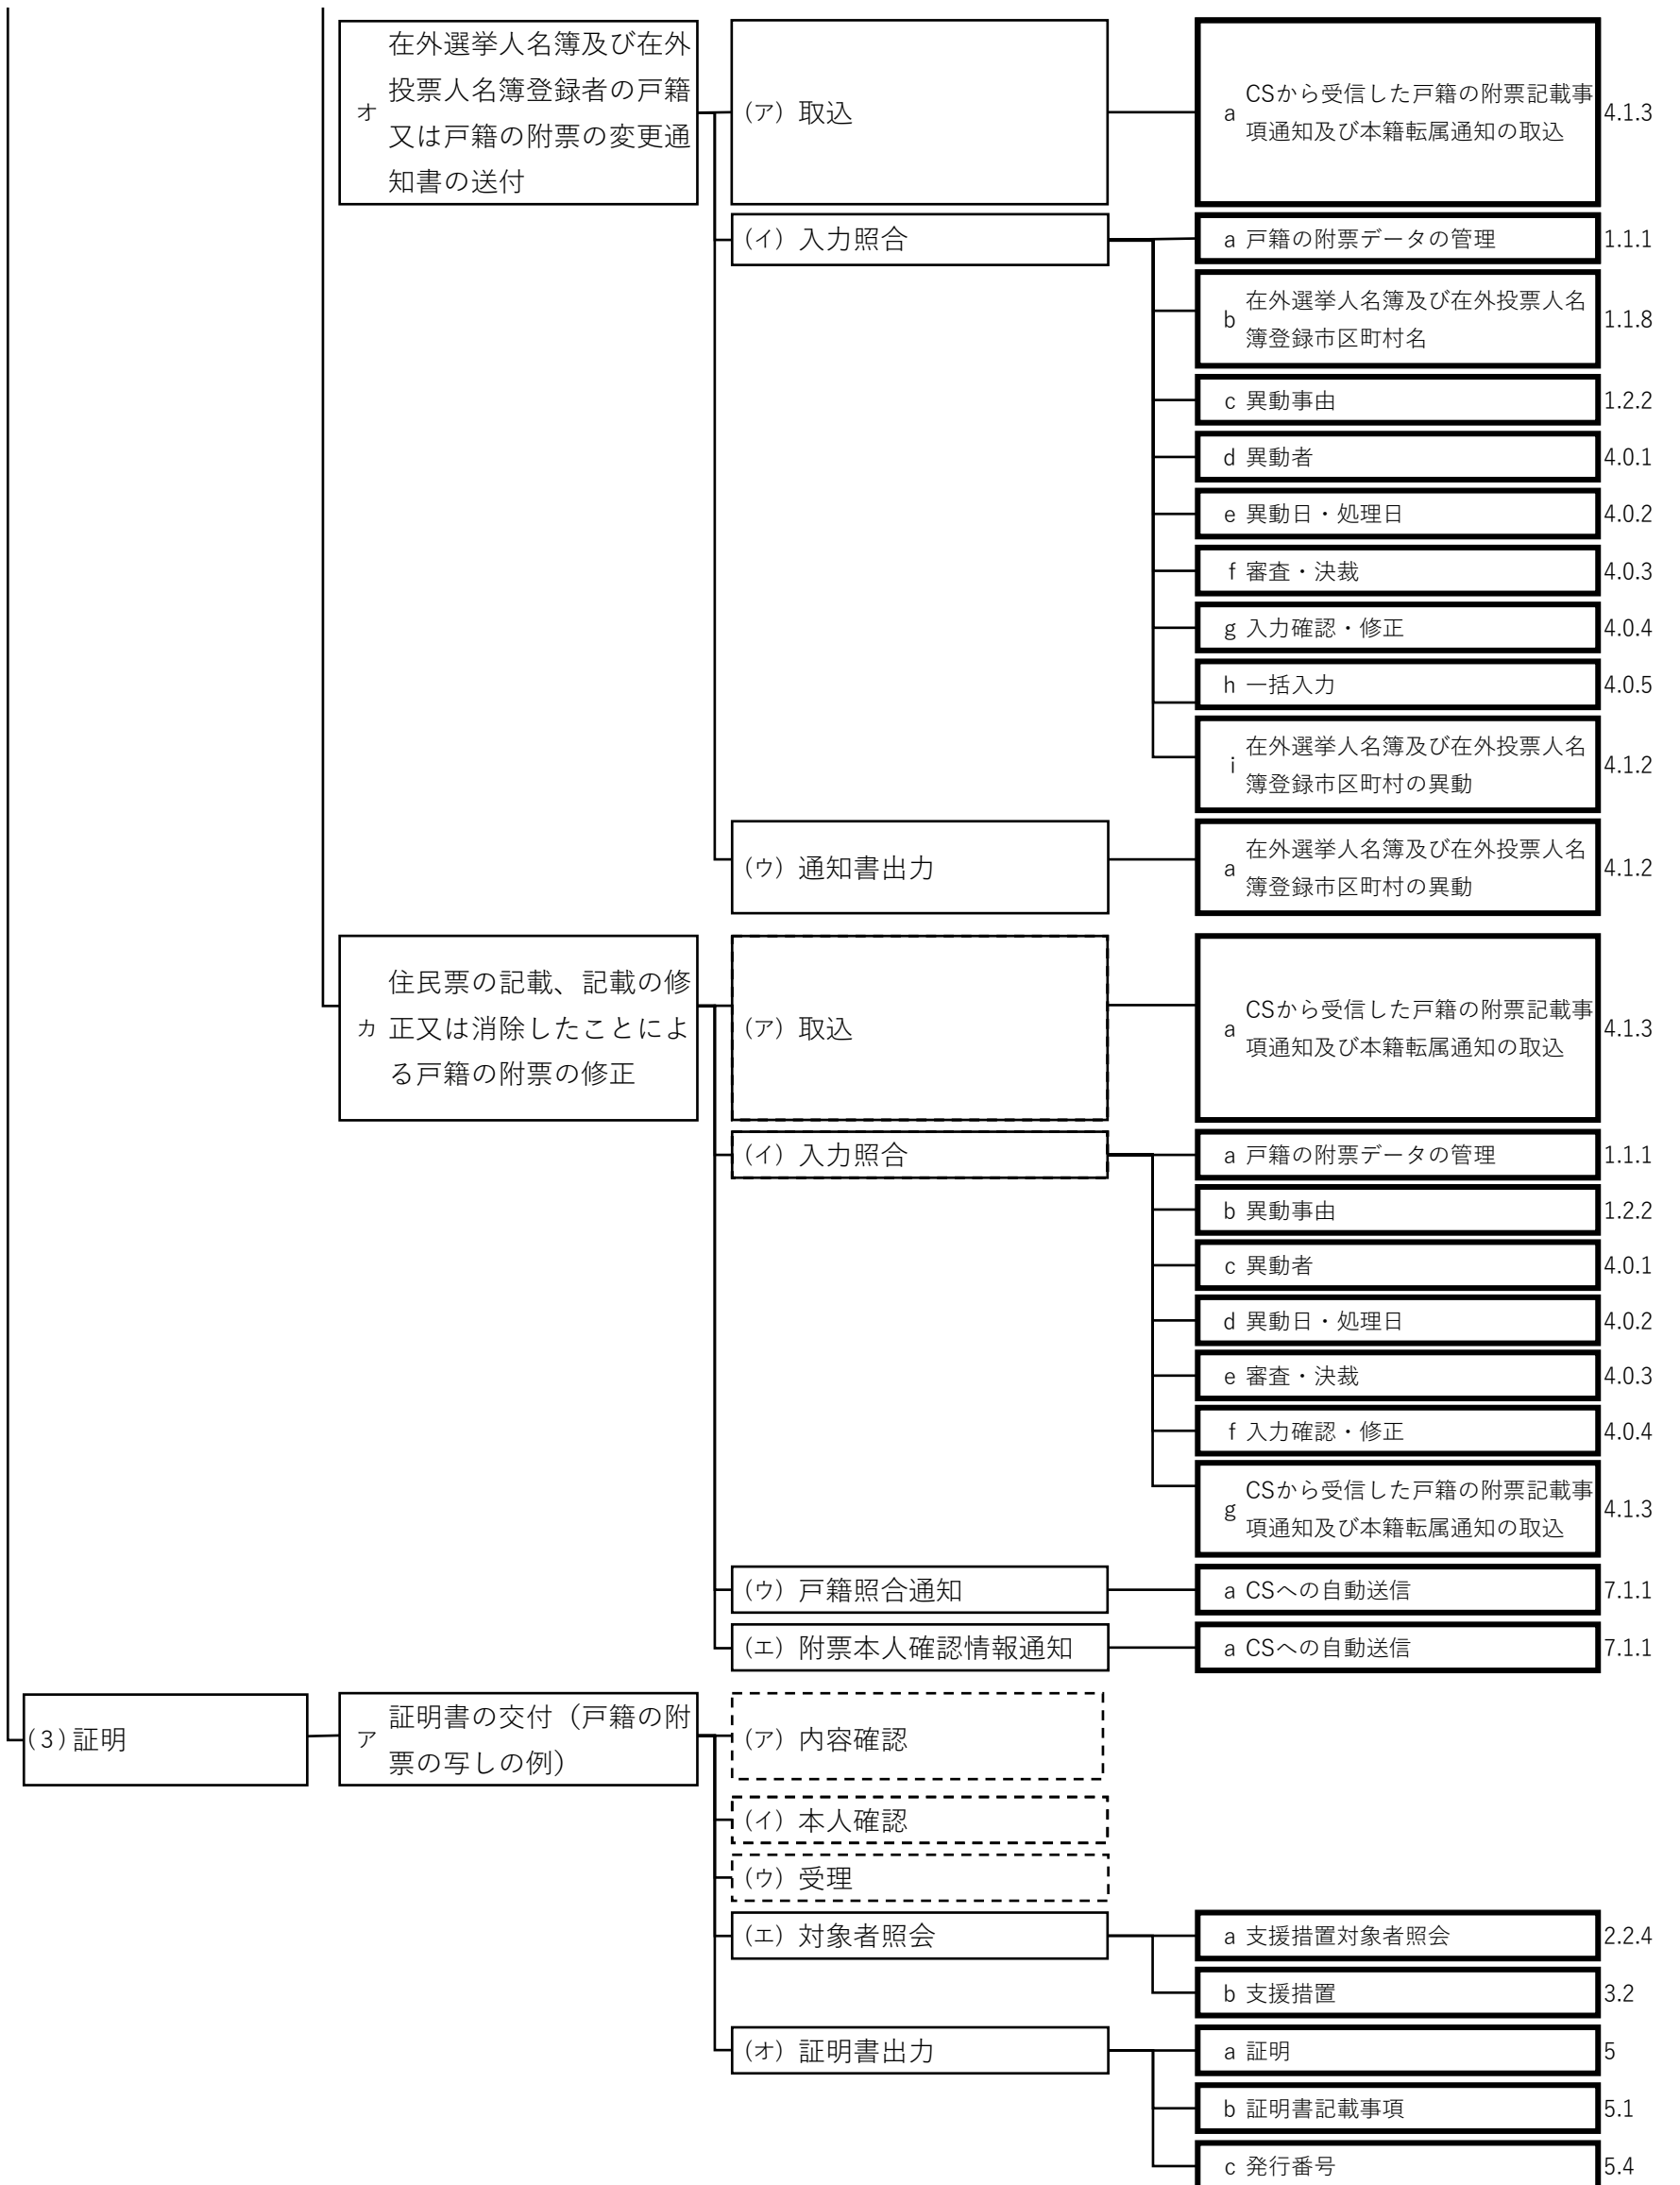 オ
在外選挙人名簿及び在外
投票人名簿登録者の戸籍
又は戸籍の附票の変更通
知書の送付
(ア) 取込
a
CSから受信した戸籍の附票記載事
項通知及び本籍転属通知の取込
4.1.3
(イ) 入力照合
a 戸籍の附票データの管理
1.1.1
b
在外選挙人名簿及び在外投票人名
簿登録市区町村名
1.1.8
c 異動事由
1.2.2
d 異動者
4.0.1
e 異動日・処理日
4.0.2
f 審査・決裁
4.0.3
g 入力確認・修正
4.0.4
h 一括入力
4.0.5
i
在外選挙人名簿及び在外投票人名
簿登録市区町村の異動
4.1.2
(ウ) 通知書出力
a
在外選挙人名簿及び在外投票人名
簿登録市区町村の異動
4.1.2
カ
住民票の記載、記載の修
正又は消除したことによ
る戸籍の附票の修正
(ア) 取込
a
CSから受信した戸籍の附票記載事
項通知及び本籍転属通知の取込
4.1.3
(イ) 入力照合
a 戸籍の附票データの管理
1.1.1
b 異動事由
1.2.2
c 異動者
4.0.1
d 異動日・処理日
4.0.2
e 審査・決裁
4.0.3
f 入力確認・修正
4.0.4
g
CSから受信した戸籍の附票記載事
項通知及び本籍転属通知の取込
4.1.3
(ウ) 戸籍照合通知
a CSへの自動送信
7.1.1
(エ) 附票本人確認情報通知
a CSへの自動送信
7.1.1
(3) 証明
ア
証明書の交付（戸籍の附
票の写しの例）
(ア) 内容確認
(イ) 本人確認
(ウ) 受理
(エ) 対象者照会
a 支援措置対象者照会
2.2.4
b 支援措置
3.2
(オ) 証明書出力
a 証明
5
b 証明書記載事項
5.1
c 発行番号
5.4